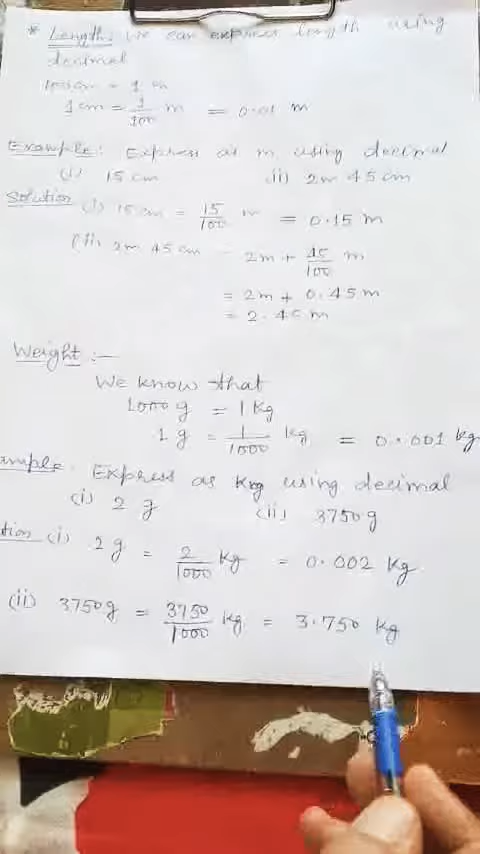 * Length: We can express length using
decimal
100 cm = 1 m
1 cm = 1/100 m = 0.01 m
Example: Express as m using decimal
(i) 15 cm (ii) 2m 45 cm
Solution (i) 15 cm = 15/100 m = 0.15 m
(ii) 2m 45 cm = 2m + 45/100 m
= 2m + 0.45 m
= 2.45 m
Weight :-
We know that
1000 g = 1 Kg
1 g = 1/1000 kg = 0.001 kg
ample: Express as Kg using decimal
(i) 2 g (ii) 3750 g
tion (i) 2 g = 2/1000 Kg = 0.002 Kg
(ii) 3750 g = 3750/1000 kg = 3.750 kg